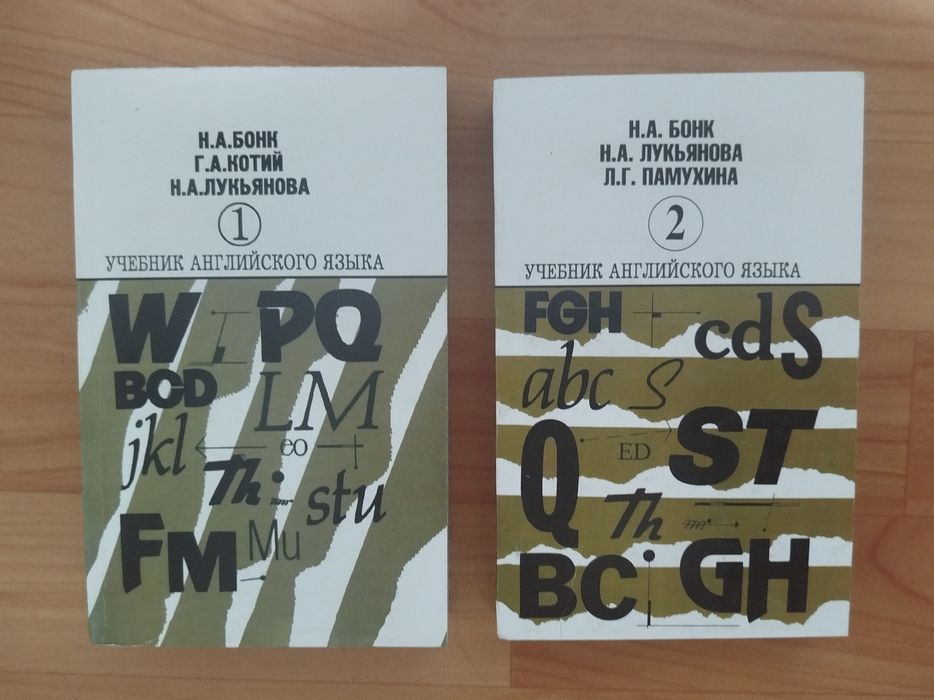 Н.А.БОНК
Г.А.КОТИЙ
Н.А.ЛУКЬЯНОВА
1
УЧЕБНИК АНГЛИЙСКОГО ЯЗЫКА
W PQ
BCD LM
jkl eo
Th stu
FM Mu
Н.А. БОНК
Н.А. ЛУКЬЯНОВА
Л.Г. ПАМУХИНА
2
УЧЕБНИК АНГЛИЙСКОГО ЯЗЫКА
FGH cdS
abc S
Q ED ST
Th
BC GH